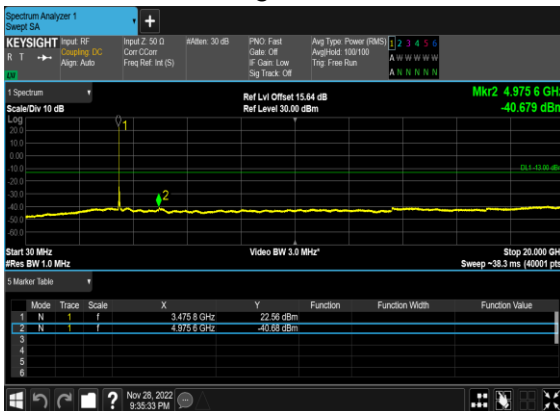 Spectrum Analyzer 1
Swept SA
+
KEYSIGHT Input: RF Input Z: 50 Ω #Atten: 30 dB PNO: Fast Avg Type: Power (RMS) 1 2 3 4 5 6
R T Coupling: DC Corr CCorr Gate: Off Avg|Hold: 100/100 A W W W W W
Align: Auto Freq Ref: Int (S) IF Gain: Low Trig: Free Run
Sig Track: Off A N N N N N
1 Spectrum Ref Lvl Offset 15.64 dB Mkr2 4.975 6 GHz
Scale/Div 10 dB Ref Level 30.00 dBm -40.679 dBm
Log
20.0
10.0
0.00
-10.0
DL1 -13.00 dBm
-20.0
-30.0
-40.0
-50.0
-60.0
1
2
Start 30 MHz Video BW 3.0 MHz* Stop 20.000 GHz
#Res BW 1.0 MHz Sweep ~38.3 ms (40001 pts)
5 Marker Table
Mode Trace Scale X Y Function Function Width Function Value
1 N 1 f 3.475 8 GHz 22.56 dBm
2 N 1 f 4.975 6 GHz -40.68 dBm
3
4
5
6
? Nov 28, 2022
9:35:33 PM